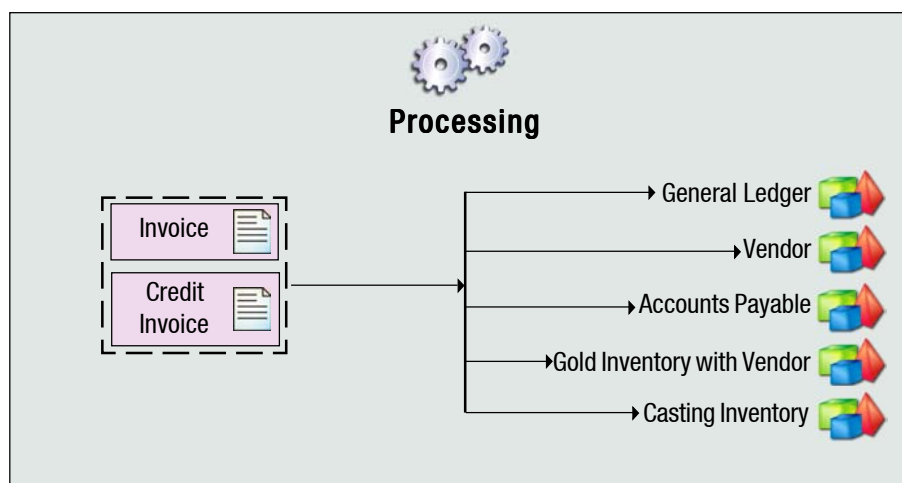 Processing
Invoice
Credit
Invoice
General Ledger
Vendor
Accounts Payable
Gold Inventory with Vendor
Casting Inventory